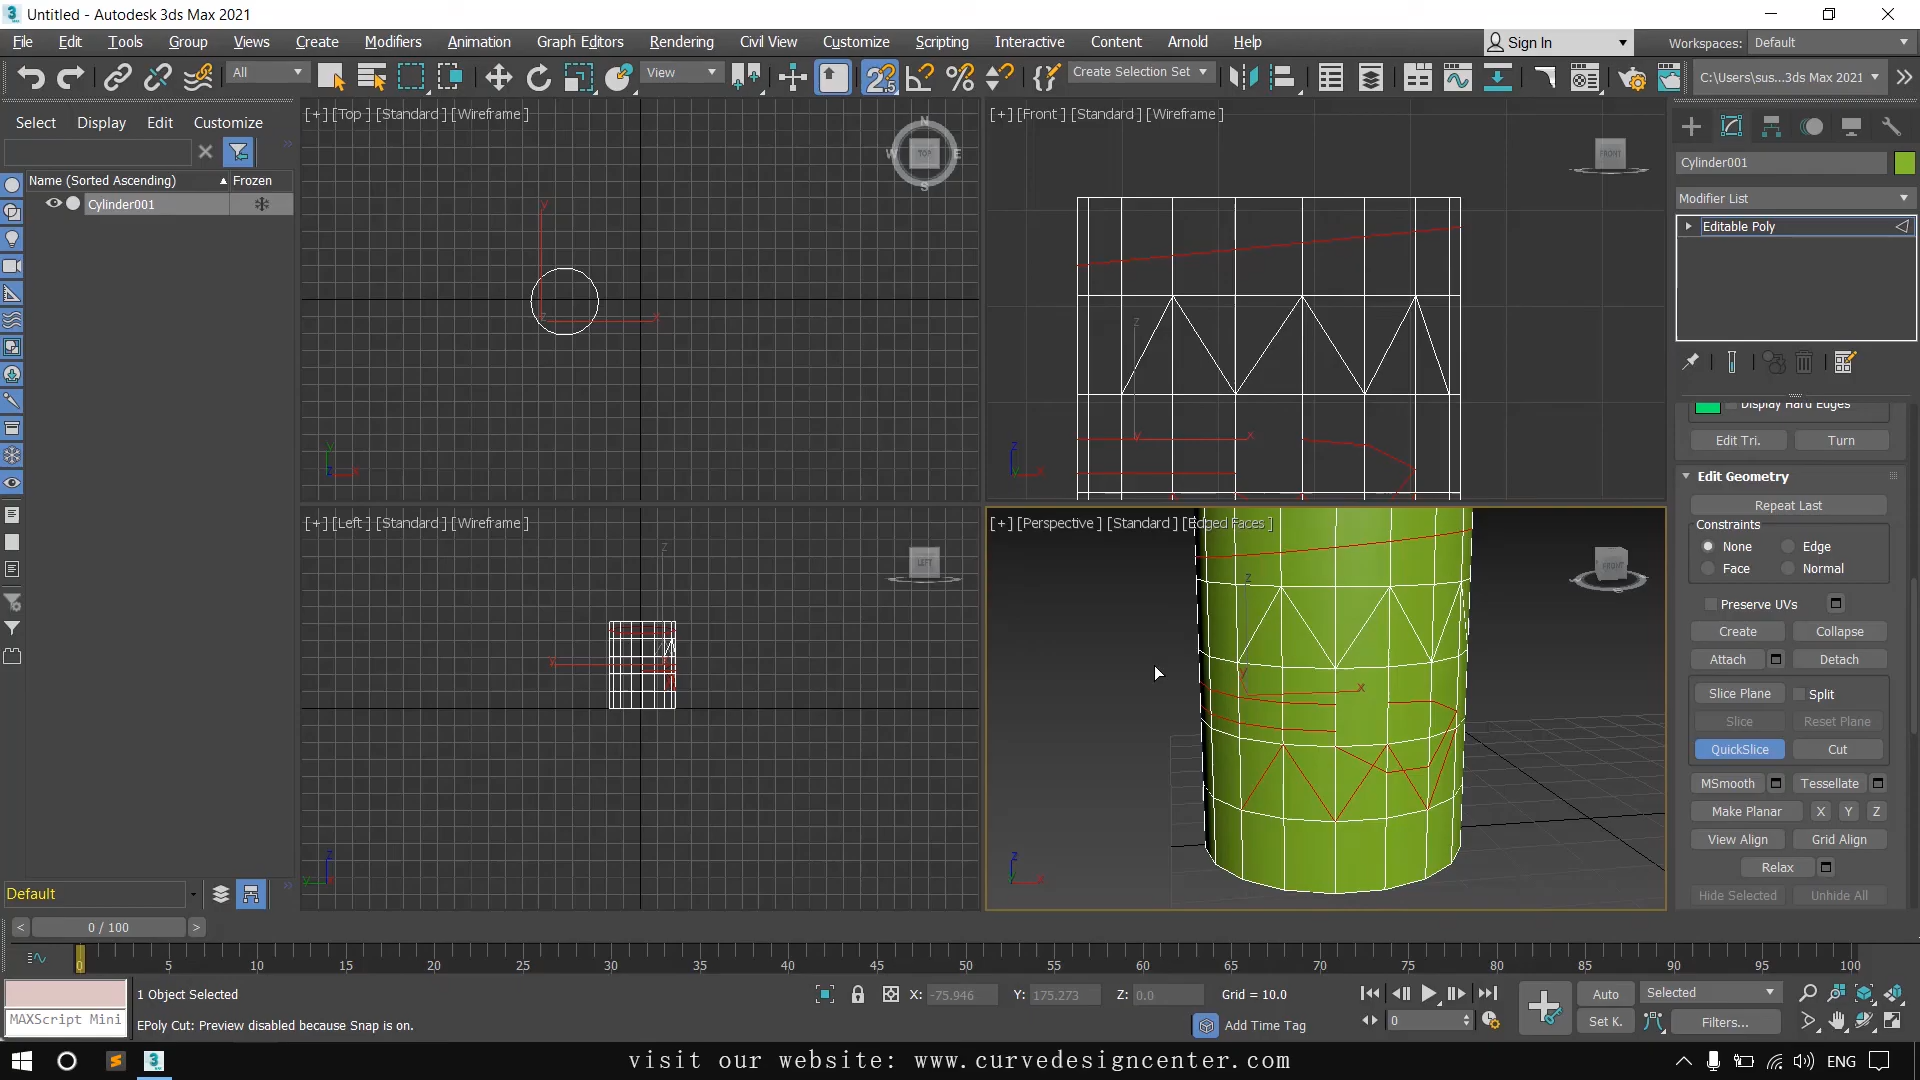 Untitled - Autodesk 3ds Max 2021
File Edit Tools Group Views Create Modifiers Animation Graph Editors Rendering Civil View Customize Scripting Interactive Content Arnold Help
Sign In
Workspaces: Default
All
View
Create Selection Set
C:\Users\sus...3ds Max 2021
Select Display Edit Customize
Name (Sorted Ascending) Frozen
Cylinder001
[+] [Top ] [Standard ] [Wireframe ]
N
W TOP E
S
y
x
z
Y
Z X
[+] [Front ] [Standard ] [Wireframe ]
FRONT
z
y x
Z
Y X
[+] [Left ] [Standard ] [Wireframe ]
LEFT
z
y
x
Z
Y X
[+] [Perspective ] [Standard ] [Edged Faces ]
FRONT
z
y
x
Z
Y X
Cylinder001
Modifier List
Editable Poly
Display Hard Edges
Edit Tri. Turn
Edit Geometry
Repeat Last
Constraints
None Edge
Face Normal
Preserve UVs
Create Collapse
Attach Detach
Slice Plane Split
Slice Reset Plane
QuickSlice Cut
MSmooth Tessellate
Make Planar X Y Z
View Align Grid Align
Relax
Hide Selected Unhide All
Default
< 0 / 100 >
0 5 10 15 20 25 30 35 40 45 50 55 60 65 70 75 80 85 90 95 100
MAXScript Mini
1 Object Selected
EPoly Cut: Preview disabled because Snap is on.
X: -75.946 Y: 175.273 Z: 0.0 Grid = 10.0
Add Time Tag
0
Auto Selected
Set K. Filters...
visit our website: www.curvedesigncenter.com
ENG